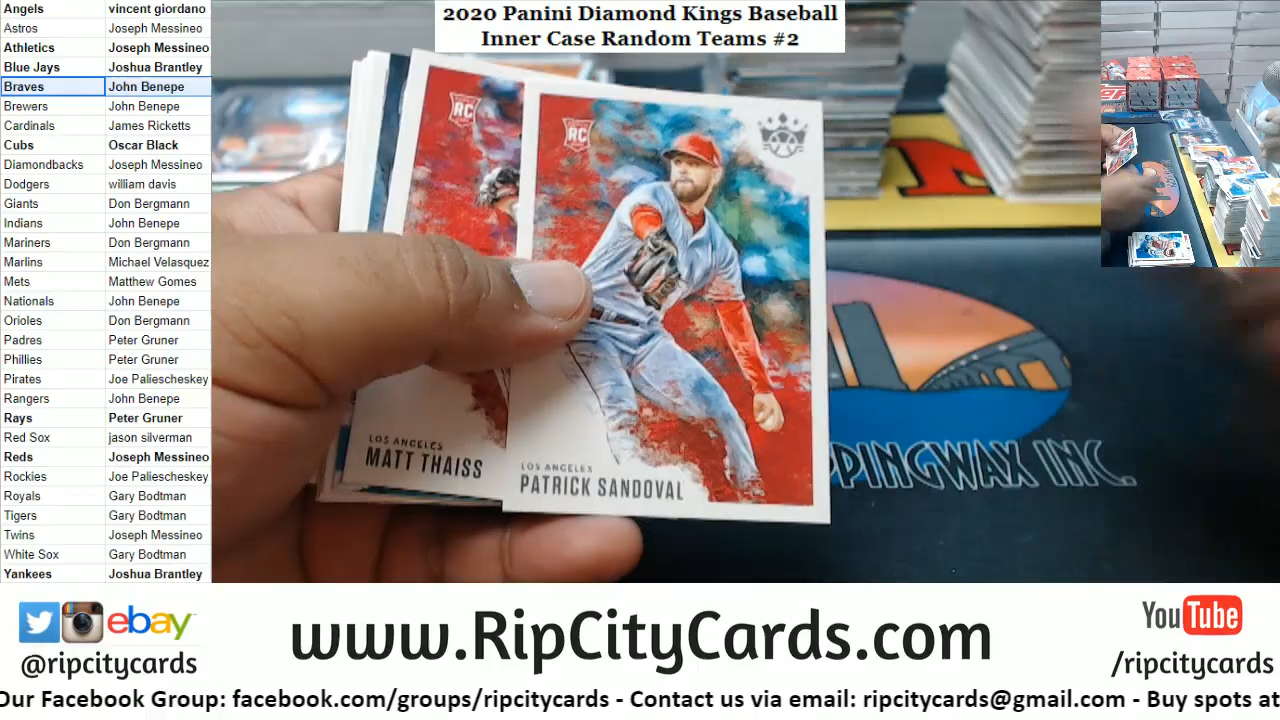 2020 Panini Diamond Kings Baseball
Inner Case Random Teams #2
Angels vincent giordano
Astros Joseph Messineo
Athletics Joseph Messineo
Blue Jays Joshua Brantley
Braves John Benepe
Brewers John Benepe
Cardinals James Ricketts
Cubs Oscar Black
Diamondbacks Joseph Messineo
Dodgers william davis
Giants Don Bergmann
Indians John Benepe
Mariners Don Bergmann
Marlins Michael Velasquez
Mets Matthew Gomes
Nationals John Benepe
Orioles Don Bergmann
Padres Peter Gruner
Phillies Peter Gruner
Pirates Joe Paliescheskey
Rangers John Benepe
Rays Peter Gruner
Red Sox jason silverman
Reds Joseph Messineo
Rockies Joe Paliescheskey
Royals Gary Bodtman
Tigers Gary Bodtman
Twins Joseph Messineo
White Sox Gary Bodtman
Yankees Joshua Brantley
RC
RC
LOS ANGELES
MATT THAISS
LOS ANGELES
PATRICK SANDOVAL
PPINGWAX INC.
ebay
@ripcitycards
www.RipCityCards.com
YouTube
/ripcitycards
Our Facebook Group: facebook.com/groups/ripcitycards - Contact us via email: ripcitycards@gmail.com - Buy spots at